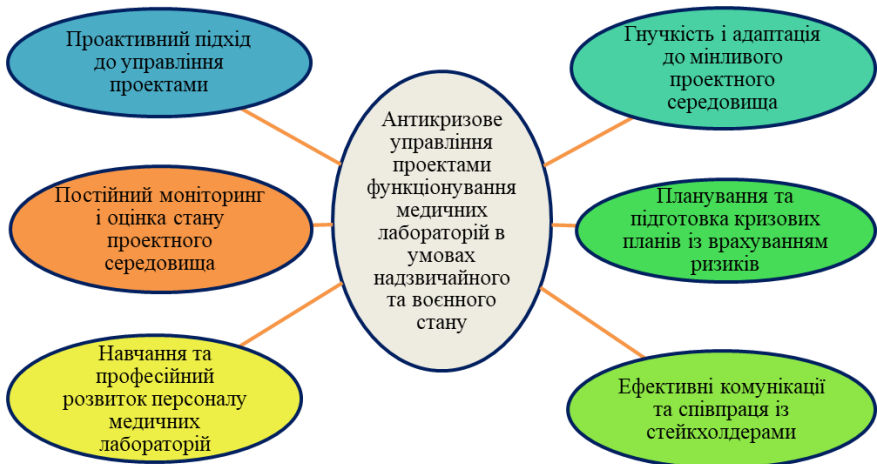 Проактивний підхід
до управління
проектами
Гнучкість і адаптація
до мінливого
проектного
середовища
Антикризове
управління
проектами
функціонування
медичних
лабораторій в
умовах
надзвичайного
та воєнного
стану
Постійний моніторинг
і оцінка стану
проектного
середовища
Планування та
підготовка кризових
планів із врахуванням
ризиків
Навчання та
професійний
розвиток персоналу
медичних
лабораторій
Ефективні комунікації
та співпраця із
стейкхолдерами